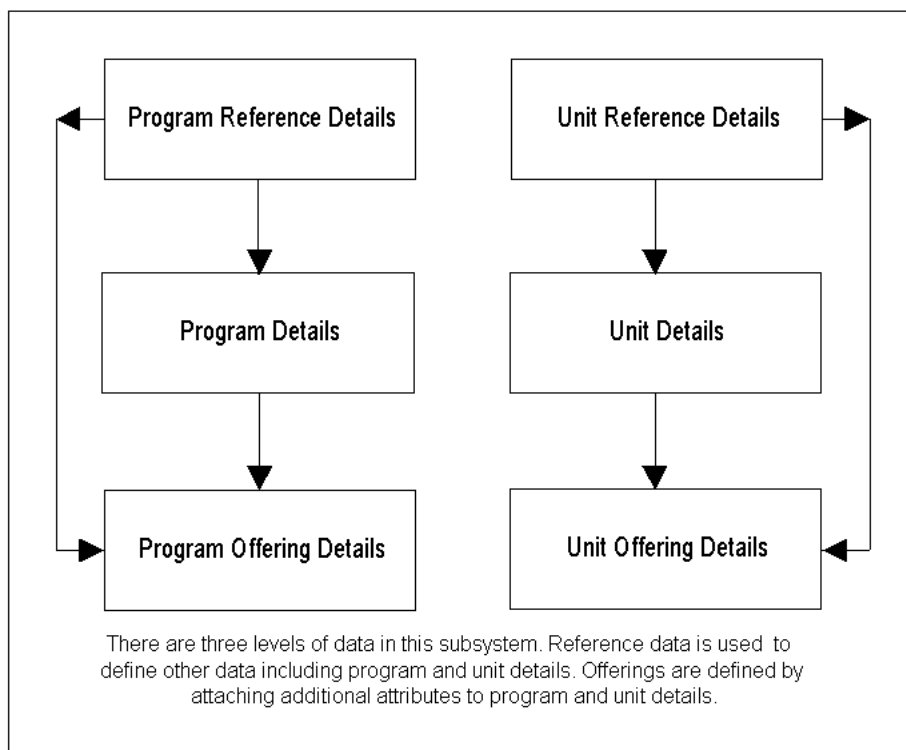 Program Reference Details
Unit Reference Details
Program Details
Unit Details
Program Offering Details
Unit Offering Details
There are three levels of data in this subsystem. Reference data is used to
define other data including program and unit details. Offerings are defined by
attaching additional attributes to program and unit details.